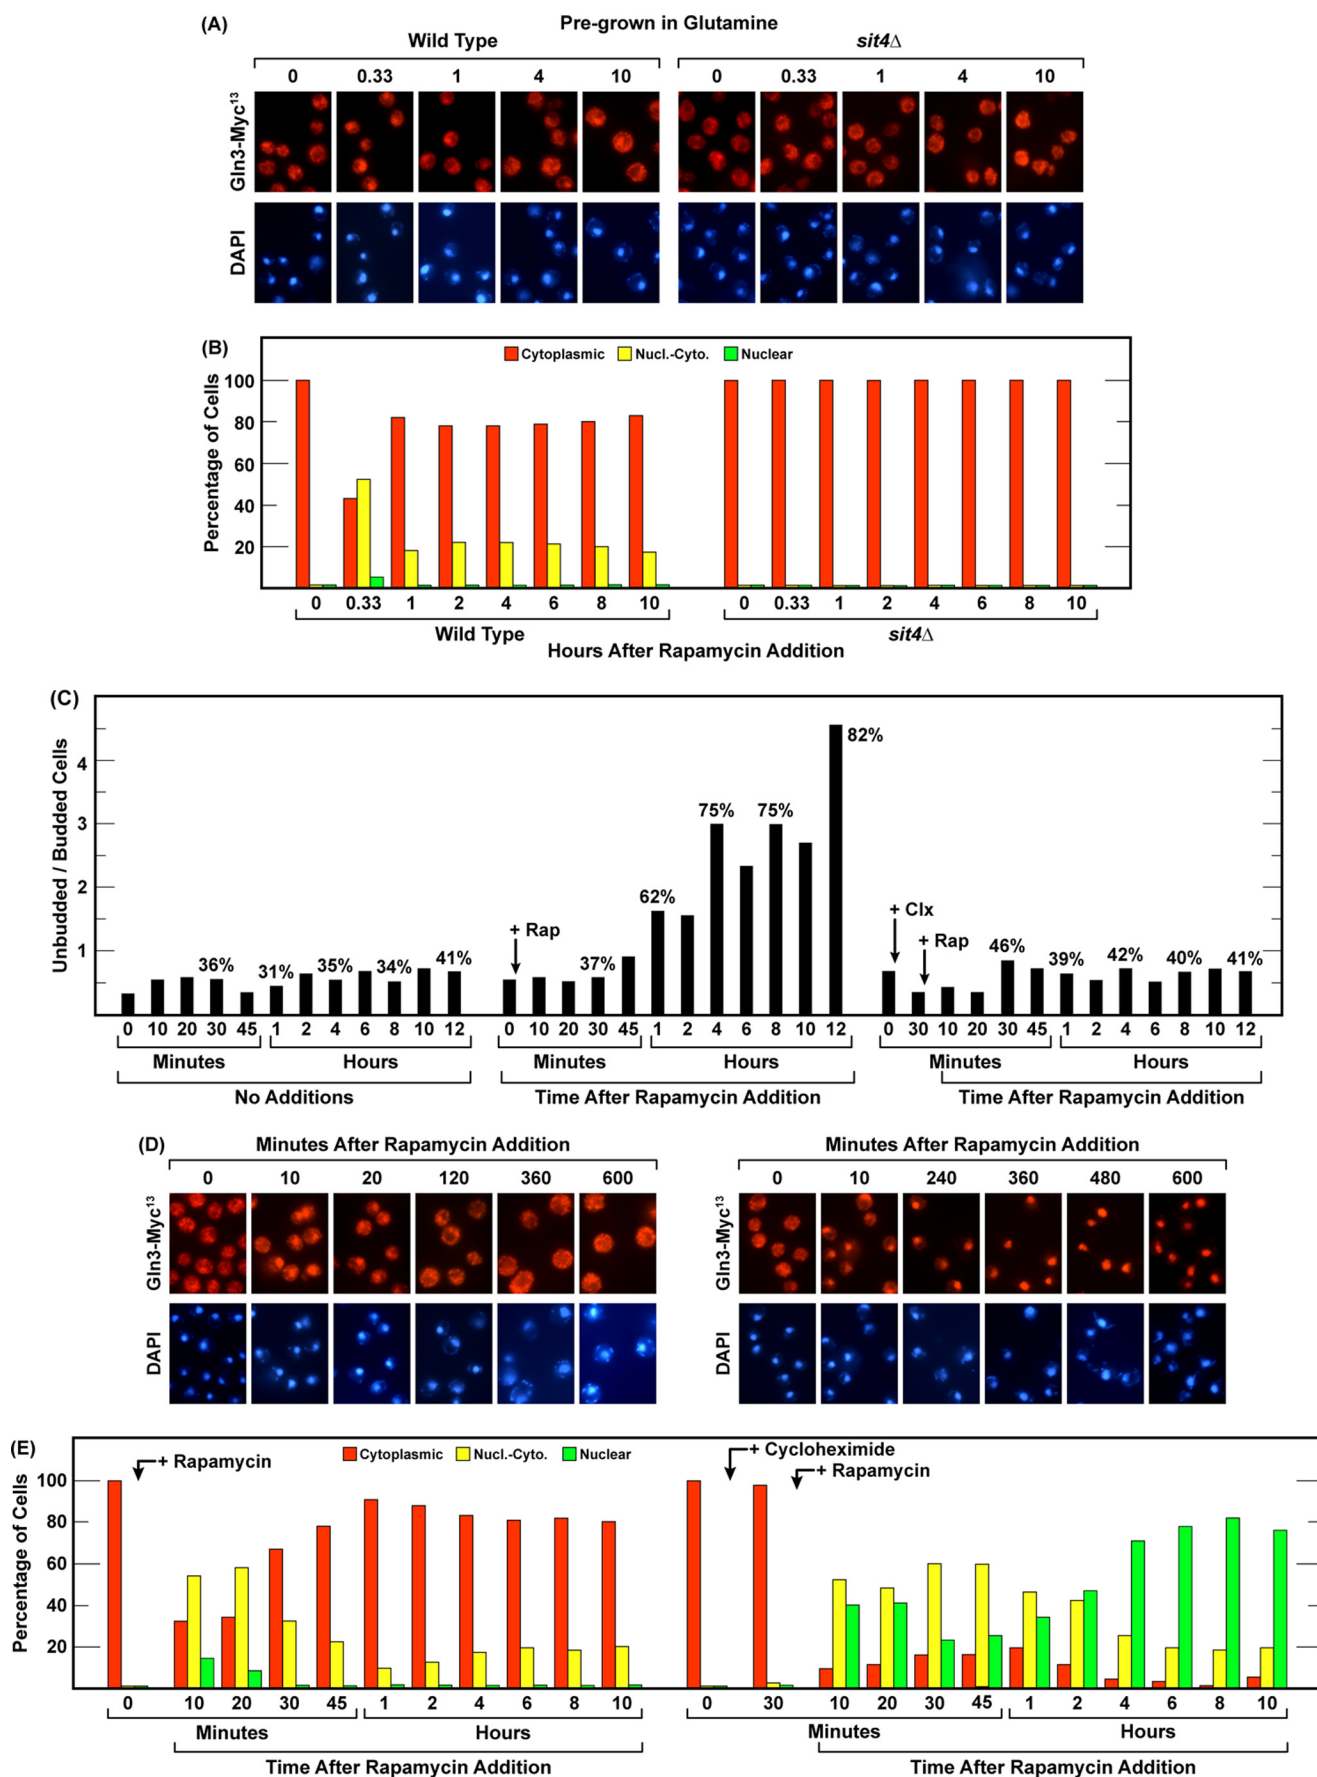 (A)
Pre-grown in Glutamine
Wild Type
sit4Δ
0 0.33 1 4 10 0 0.33 1 4 10
Gln3-Myc¹³
DAPI
(B)
Cytoplasmic Nucl.-Cyto. Nuclear
Percentage of Cells
100
80
60
40
20
0 0.33 1 2 4 6 8 10 0 0.33 1 2 4 6 8 10
Wild Type sit4Δ
Hours After Rapamycin Addition
(C)
Unbudded / Budded Cells
4
3
2
1
36% 31% 35% 34% 41%
+ Rap
37% 62% 75% 75% 82%
+ Clx
+ Rap
46% 39% 42% 40% 41%
0 10 20 30 45 1 2 4 6 8 10 12 0 10 20 30 45 1 2 4 6 8 10 12 0 30 10 20 30 45 1 2 4 6 8 10 12
Minutes Hours Minutes Hours Minutes Hours
No Additions Time After Rapamycin Addition Time After Rapamycin Addition
(D)
Minutes After Rapamycin Addition Minutes After Rapamycin Addition
0 10 20 120 360 600 0 10 240 360 480 600
Gln3-Myc¹³ Gln3-Myc¹³
DAPI DAPI
(E)
Cytoplasmic Nucl.-Cyto. Nuclear
+ Rapamycin
+ Cycloheximide
+ Rapamycin
Percentage of Cells
100
80
60
40
20
0 10 20 30 45 1 2 4 6 8 10 0 30 10 20 30 45 1 2 4 6 8 10
Minutes Hours Minutes Hours
Time After Rapamycin Addition Time After Rapamycin Addition